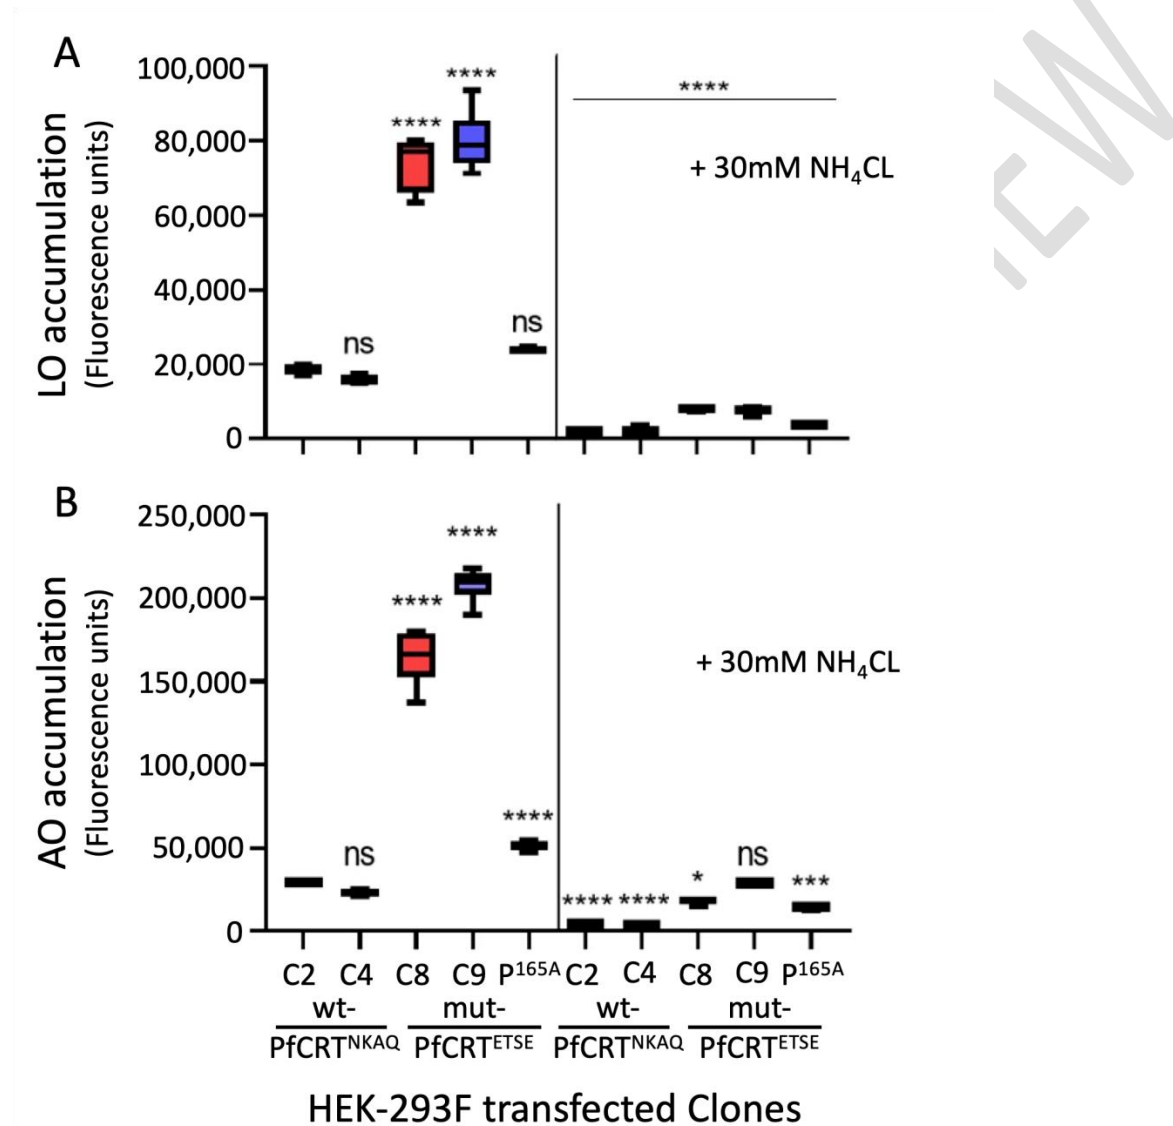 A
100,000
80,000
60,000
40,000
20,000
0
LO accumulation
(Fluorescence units)
ns
****
****
ns
****
+ 30mM NH₄CL
B
250,000
200,000
150,000
100,000
50,000
0
AO accumulation
(Fluorescence units)
ns
****
****
****
+ 30mM NH₄CL
**** **** * ns ***
C2 C4 C8 C9 P¹⁶⁵ᴬ C2 C4 C8 C9 P¹⁶⁵ᴬ
wt- mut- wt- mut-
PfCRTᴺᴷᴬQ PfCRTᴱᵀˢᴱ PfCRTᴺᴷᴬQ PfCRTᴱᵀˢᴱ
HEK-293F transfected Clones